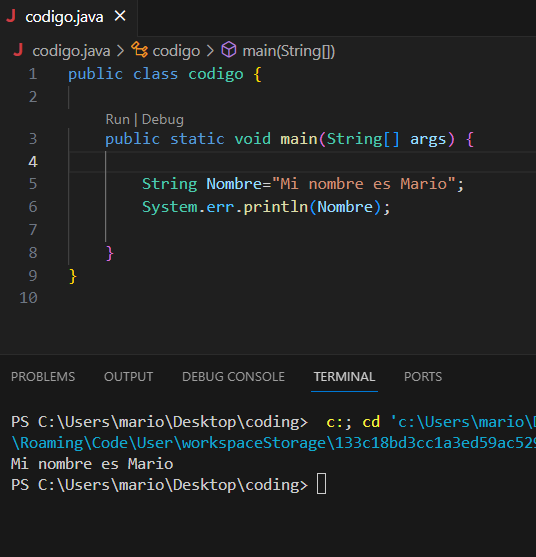 J codigo.java ×
J codigo.java > codigo > main(String[])
1 public class codigo {
2
Run | Debug
3 public static void main(String[] args) {
4
5 String Nombre="Mi nombre es Mario";
6 System.err.println(Nombre);
7
8 }
9 }
10
PROBLEMS OUTPUT DEBUG CONSOLE TERMINAL PORTS
PS C:\Users\mario\Desktop\coding> c:; cd 'c:\Users\mario\
\Roaming\Code\User\workspaceStorage\133c18bd3cc1a3ed59ac529
Mi nombre es Mario
PS C:\Users\mario\Desktop\coding>